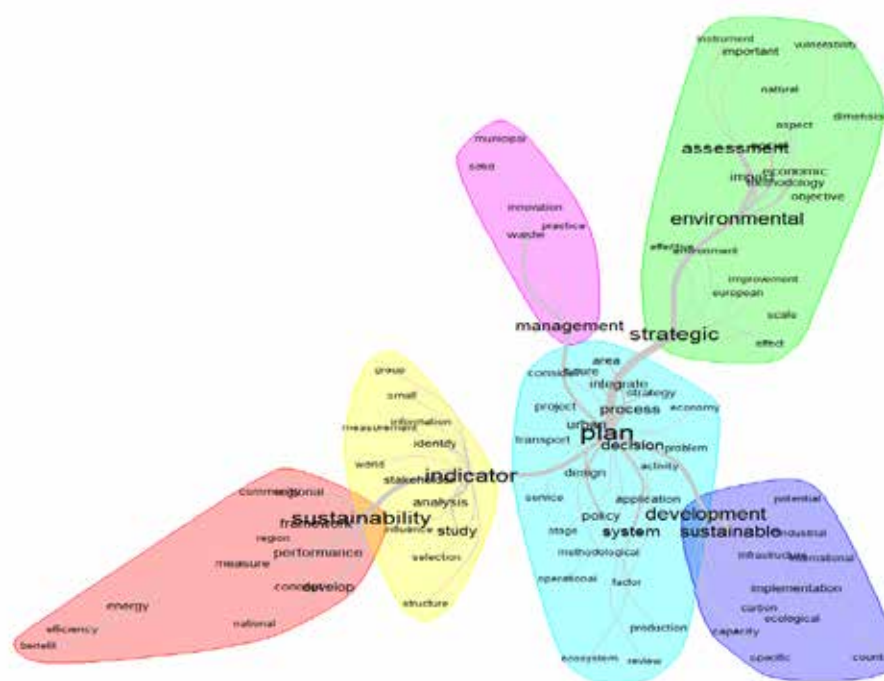 instrument
important
vulnerability
natural
dimension
aspect
assessment
social
economic
impact
methodology
objective
environmental
effective
environment
improvement
european
scale
effect
strategic
municipal
innovation
practice
waste
management
area
future
consider
integrate
strategy
project
process
economy
urban
plan
transport
decision
problem
activity
design
service
application
policy
stage
system
methodological
operational
factor
production
ecosystem
review
group
small
information
measurement
identify
world
stakeholder
indicator
analysis
influence
study
selection
structure
community
regional
sustainability
framework
region
performance
measure
develop
energy
efficiency
national
benefit
potential
development
sustainable
industrial
infrastructure
international
implementation
carbon
ecological
capacity
specific